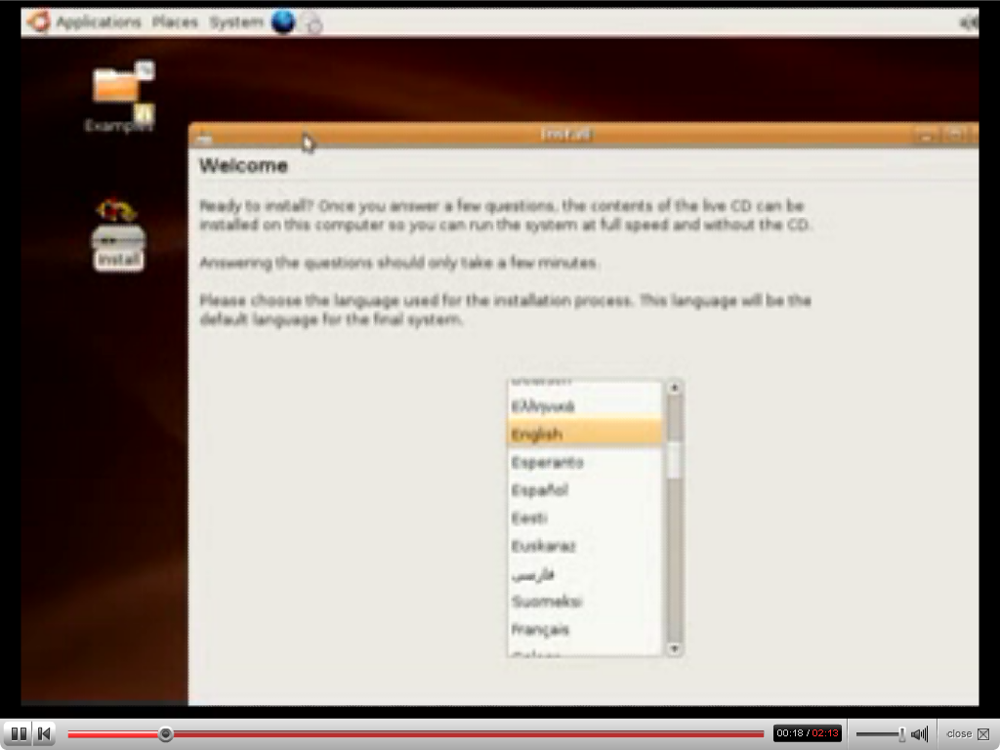 Applications Places System
Examples
Install
Install
Welcome
Ready to install? Once you answer a few questions, the contents of the live CD can be
installed on this computer so you can run the system at full speed and without the CD.
Answering the questions should only take a few minutes.
Please choose the language used for the installation process. This language will be the
default language for the final system.
Ελληνικά
English
Esperanto
Español
Eesti
Euskaraz
فارسی
Suomeksi
Français
00:18 / 02:13
close